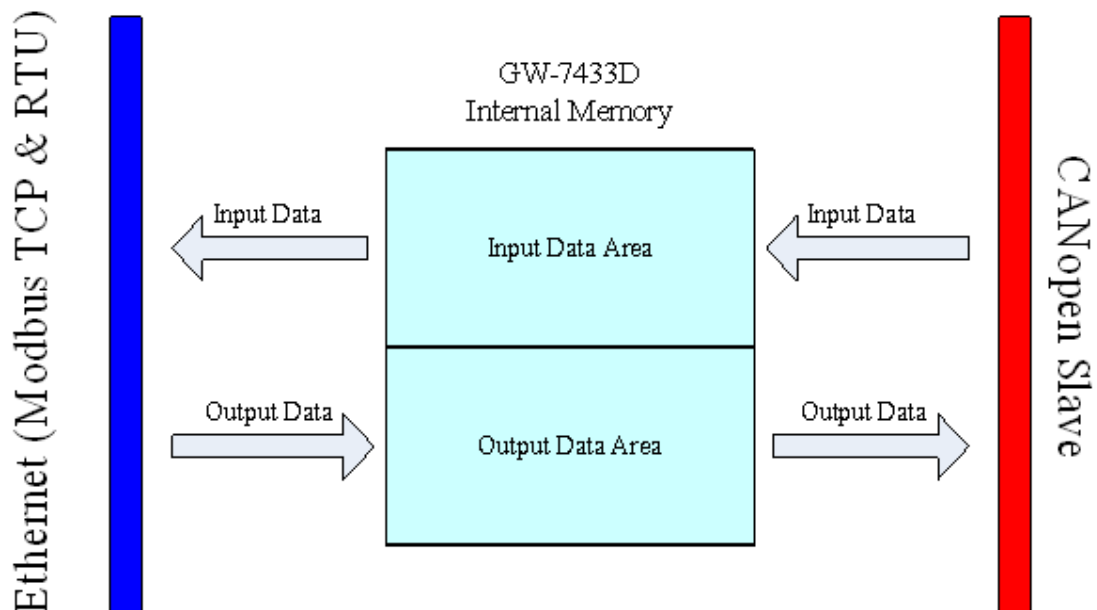 Ethernet (Modbus TCP & RTU)
GW-7433D
Internal Memory
Input Data
Input Data Area
Input Data
Output Data
Output Data Area
Output Data
CANopen Slave